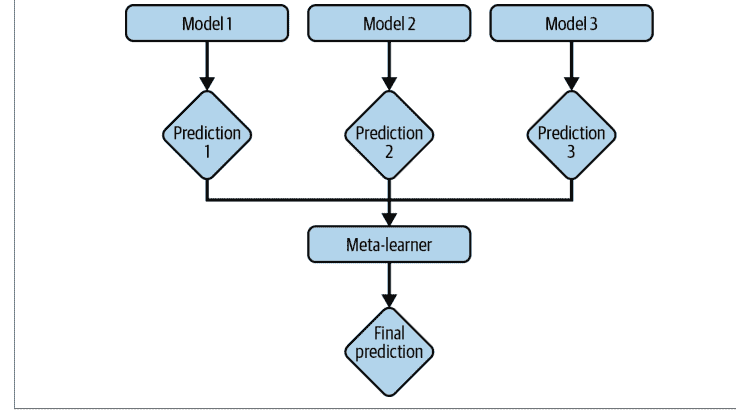 Model 1 Model 2 Model 3
Prediction Prediction Prediction
1 2 3
Meta-learner
Final
prediction